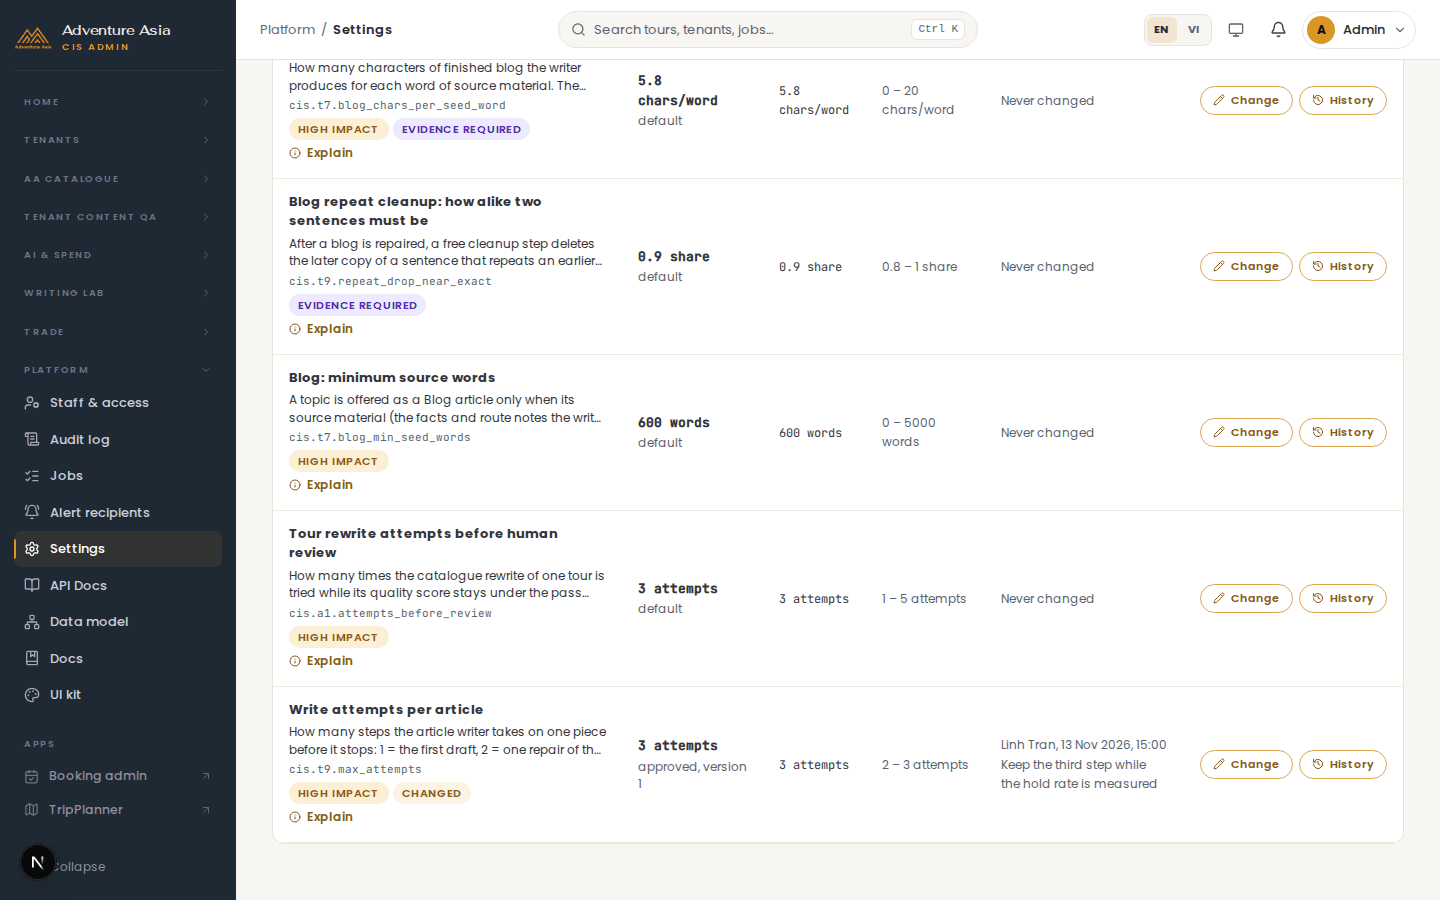 Adventure Asia
CIS ADMIN
Adventure Asia
HOME
TENANTS
AA CATALOGUE
TENANT CONTENT QA
AI & SPEND
WRITING LAB
TRADE
PLATFORM
Staff & access
Audit log
Jobs
Alert recipients
Settings
API Docs
Data model
Docs
UI kit
APPS
Booking admin
TripPlanner
N
Collapse
Platform / Settings
Search tours, tenants, jobs...
Ctrl K
EN
VI
A
Admin
How many characters of finished blog the writer
produces for each word of source material. The...
cis.t7.blog_chars_per_seed_word
HIGH IMPACT
EVIDENCE REQUIRED
Explain
5.8
chars/word
default
5.8
chars/word
0 – 20
chars/word
Never changed
Change
History
Blog repeat cleanup: how alike two
sentences must be
After a blog is repaired, a free cleanup step deletes
the later copy of a sentence that repeats an earlier...
cis.t9.repeat_drop_near_exact
EVIDENCE REQUIRED
Explain
0.9 share
default
0.9 share
0.8 – 1 share
Never changed
Change
History
Blog: minimum source words
A topic is offered as a Blog article only when its
source material (the facts and route notes the writ...
cis.t7.blog_min_seed_words
HIGH IMPACT
Explain
600 words
default
600 words
0 – 5000
words
Never changed
Change
History
Tour rewrite attempts before human
review
How many times the catalogue rewrite of one tour is
tried while its quality score stays under the pass...
cis.a1.attempts_before_review
HIGH IMPACT
Explain
3 attempts
default
3 attempts
1 – 5 attempts
Never changed
Change
History
Write attempts per article
How many steps the article writer takes on one piece
before it stops: 1 = the first draft, 2 = one repair of th...
cis.t9.max_attempts
HIGH IMPACT
CHANGED
Explain
3 attempts
approved, version
1
3 attempts
2 – 3 attempts
Linh Tran, 13 Nov 2026, 15:00
Keep the third step while
the hold rate is measured
Change
History